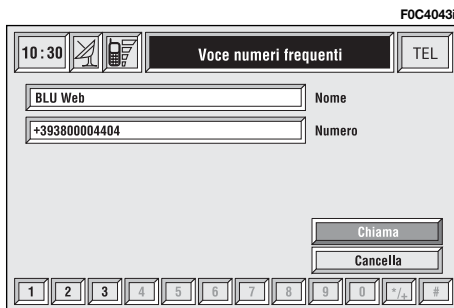 F0C4043i
10:30 Voce numeri frequenti TEL
BLU Web Nome
+393800004404 Numero
Chiama
Cancella
1 2 3 4 5 6 7 8 9 0 */+ #